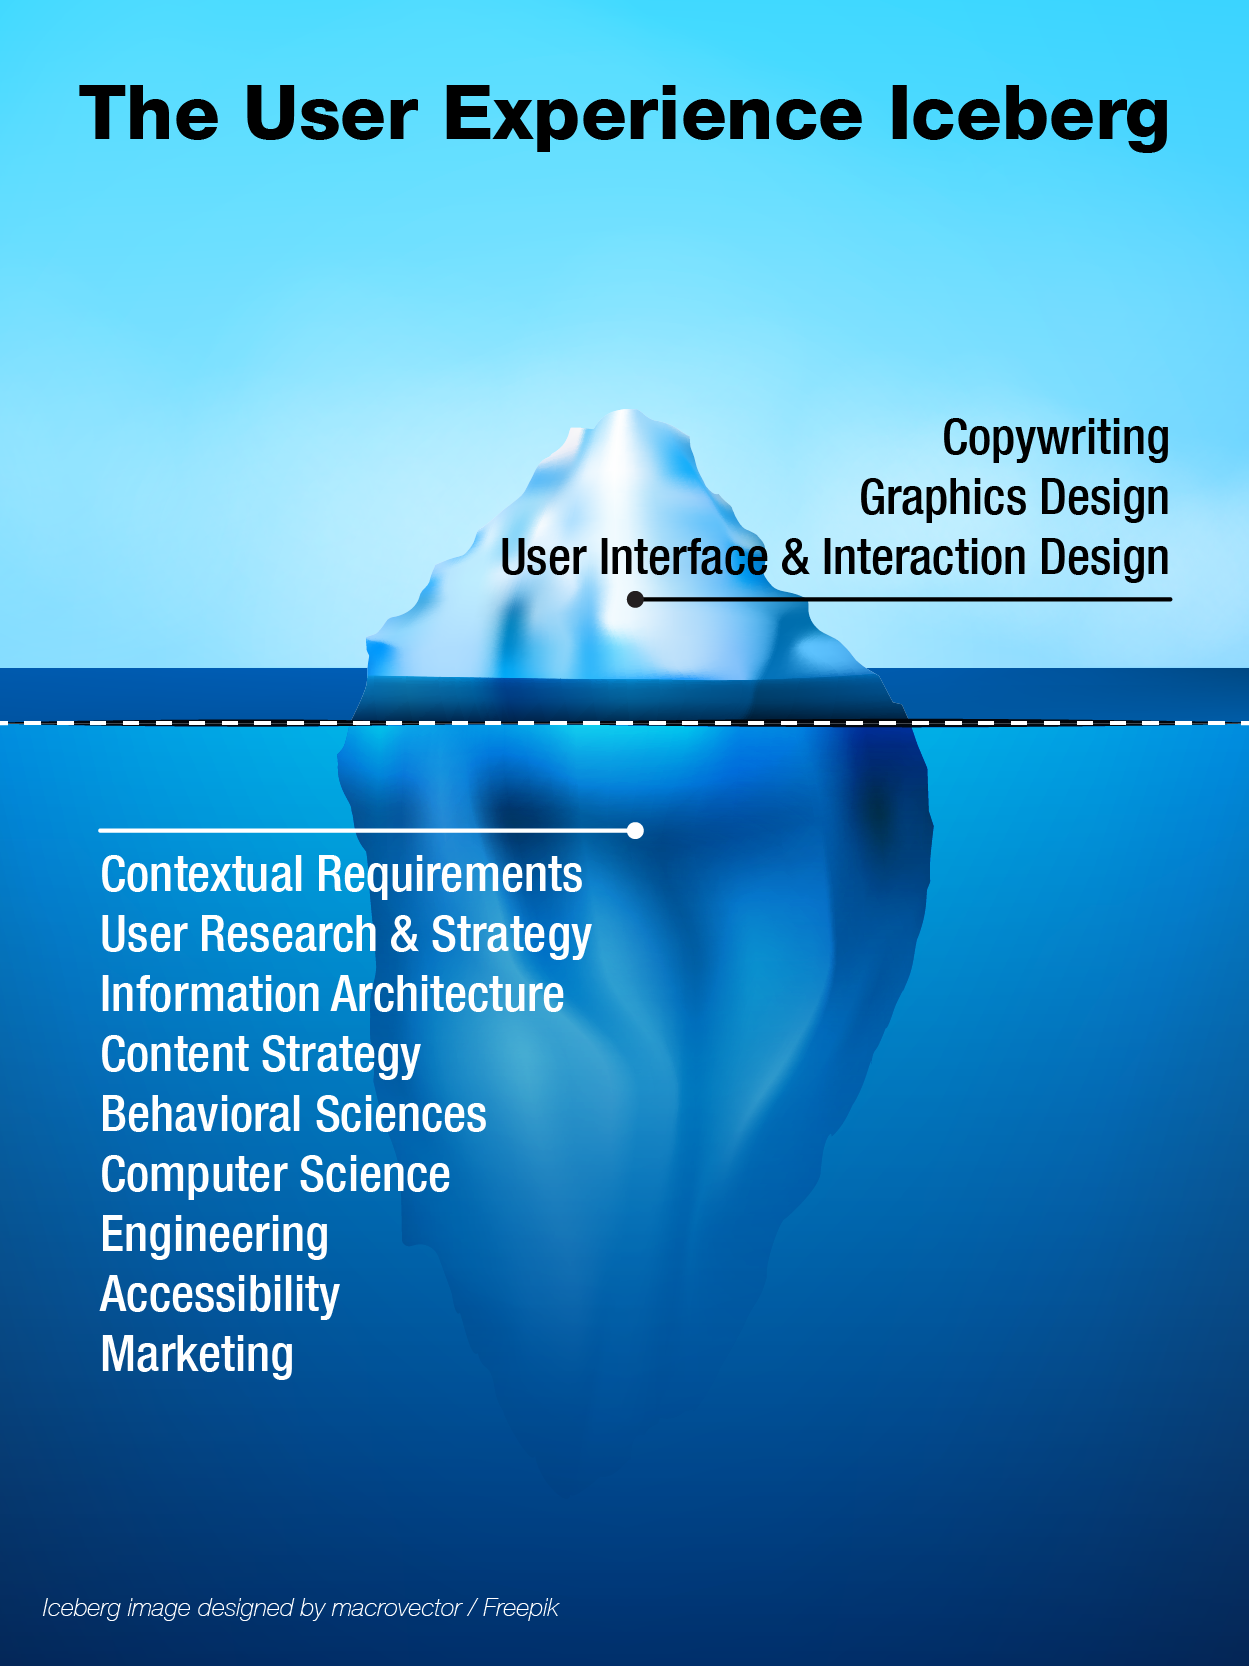 The User Experience Iceberg
Copywriting
Graphics Design
User Interface & Interaction Design
Contextual Requirements
User Research & Strategy
Information Architecture
Content Strategy
Behavioral Sciences
Computer Science
Engineering
Accessibility
Marketing
Iceberg image designed by macrovector / Freepik